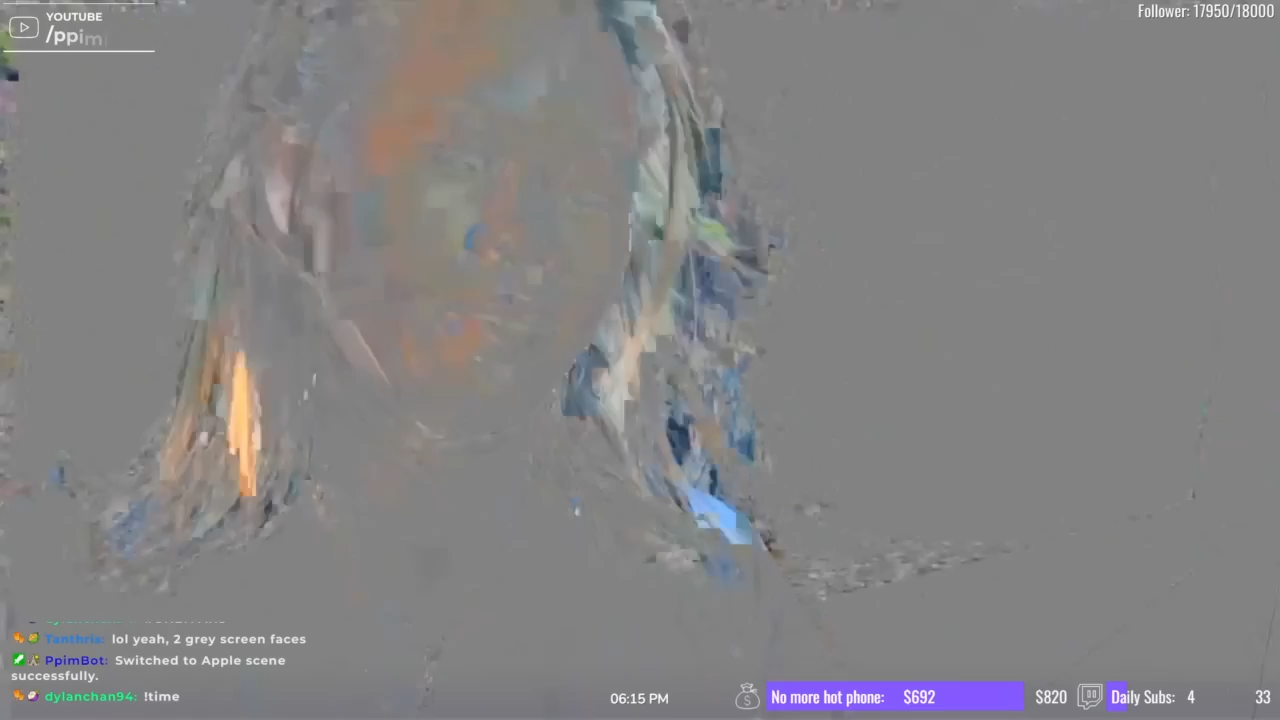 YOUTUBE
/ppim
Follower: 17950/18000
Tanthria: lol yeah, 2 grey screen faces
PpimBot: Switched to Apple scene
successfully.
dylanchan94: !time
06:15 PM
No more hot phone: $692 $820
Daily Subs: 4 33